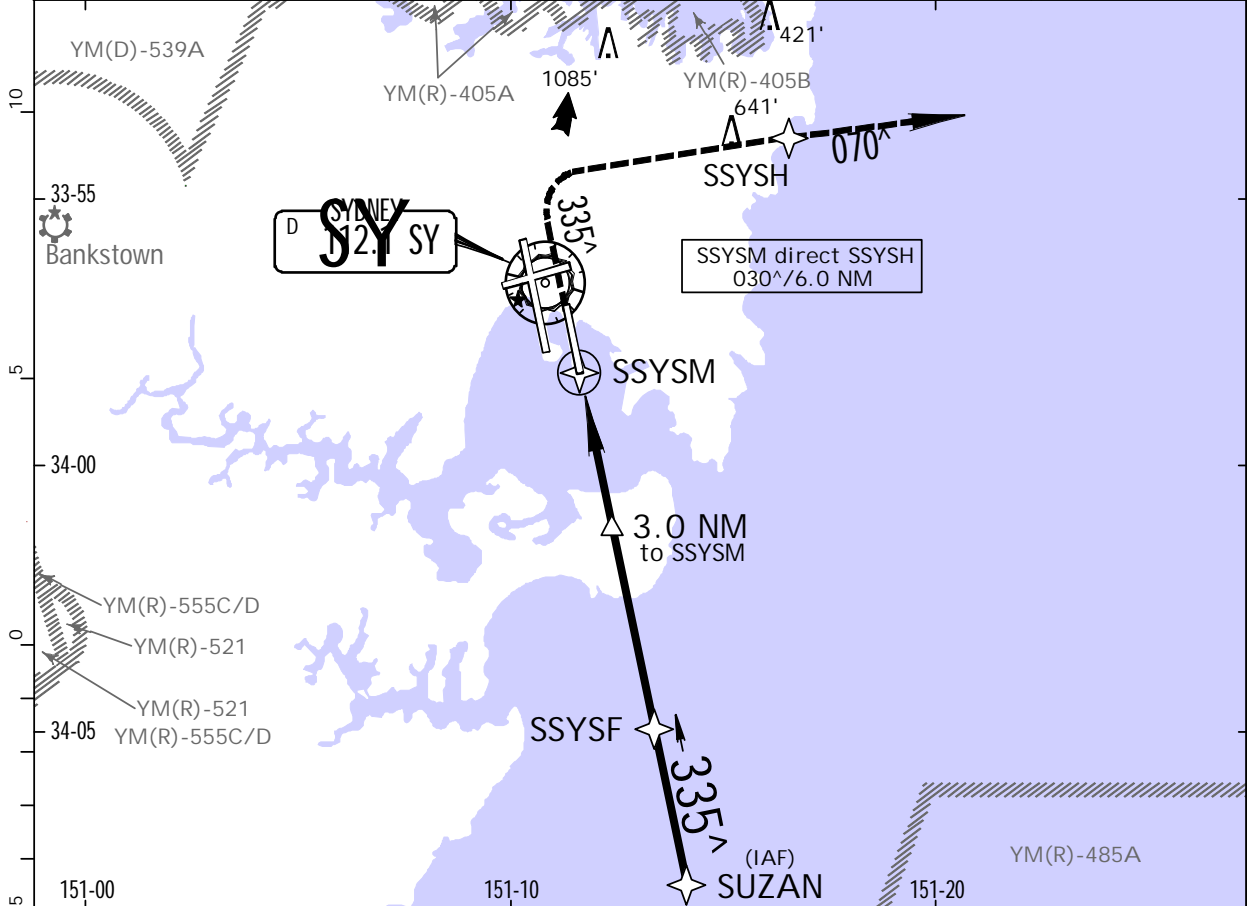 YM(D)-539A
YM(R)-405A
1085'
YM(R)-405B
421'
641'
10
33-55
Bankstown
SSYSH
070^
335^
D
SYDNEY
112.1 SY
SY
SSYSM direct SSYSH
030^/6.0 NM
5
SSYSM
34-00
3.0 NM
to SSYSM
YM(R)-555C/D
0
YM(R)-521
YM(R)-521
YM(R)-555C/D
34-05
SSYSF
335^
(IAF)
SUZAN
YM(R)-485A
5
151-00
151-10
151-20